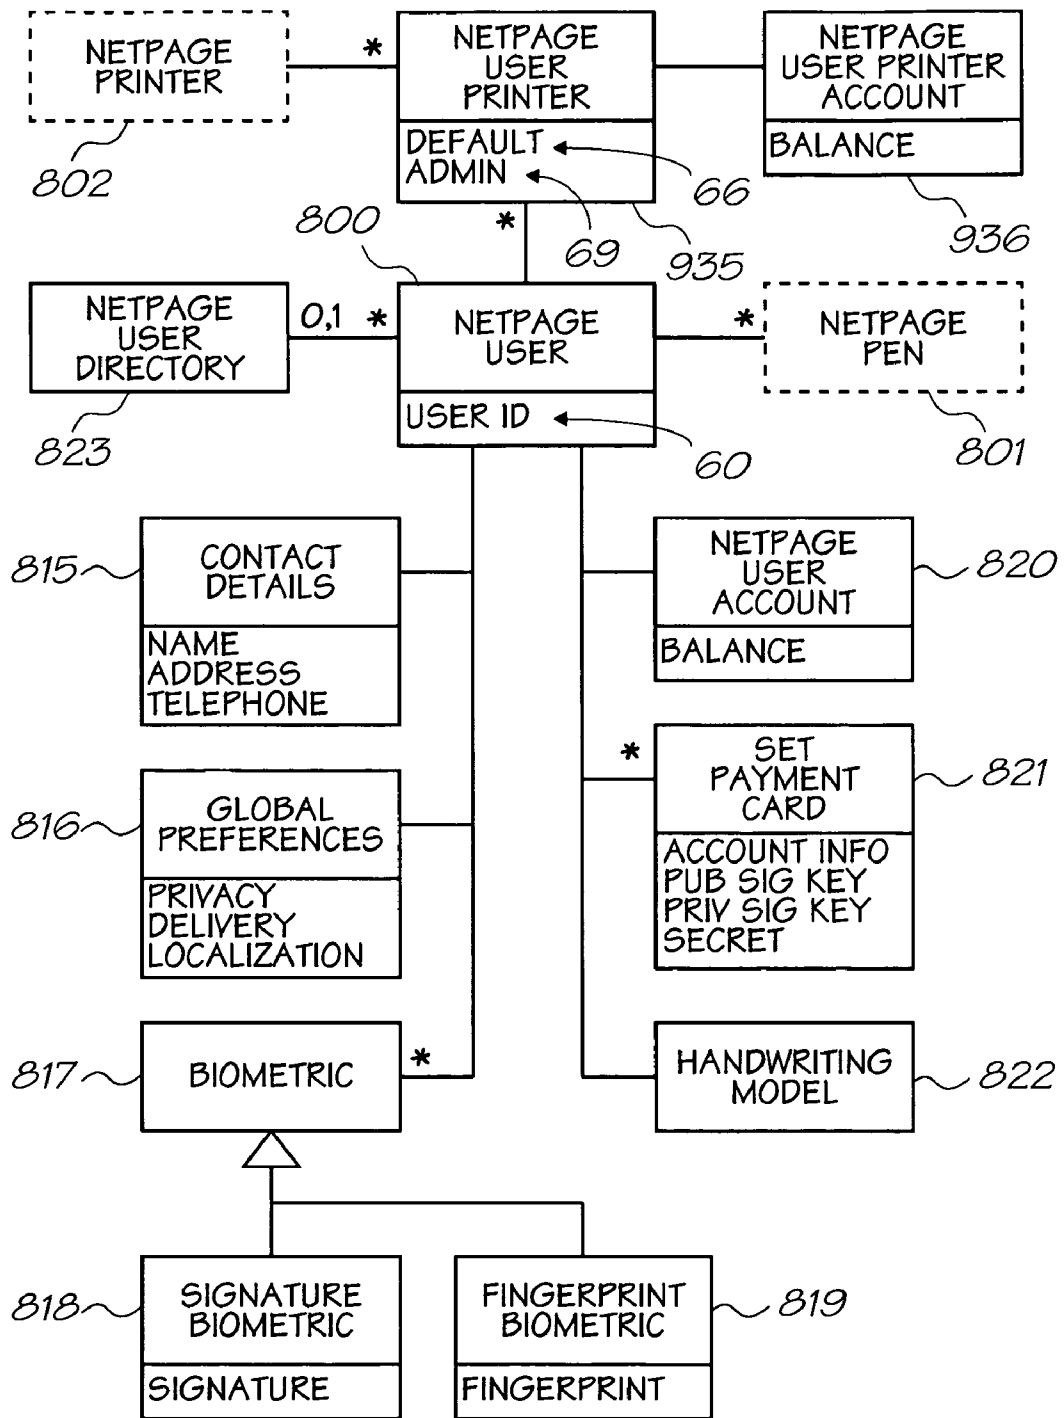 NETPAGE
PRINTER
802
*
NETPAGE
USER
PRINTER
DEFAULT
ADMIN
66
69
935
NETPAGE
USER PRINTER
ACCOUNT
BALANCE
936
*
800
NETPAGE
USER
DIRECTORY
823
0,1 *
NETPAGE
USER
USER ID
60
*
NETPAGE
PEN
801
815
CONTACT
DETAILS
NAME
ADDRESS
TELEPHONE
NETPAGE
USER
ACCOUNT
BALANCE
820
816
GLOBAL
PREFERENCES
PRIVACY
DELIVERY
LOCALIZATION
*
SET
PAYMENT
CARD
ACCOUNT INFO
PUB SIG KEY
PRIV SIG KEY
SECRET
821
817
BIOMETRIC
*
HANDWRITING
MODEL
822
818
SIGNATURE
BIOMETRIC
SIGNATURE
FINGERPRINT
BIOMETRIC
FINGERPRINT
819